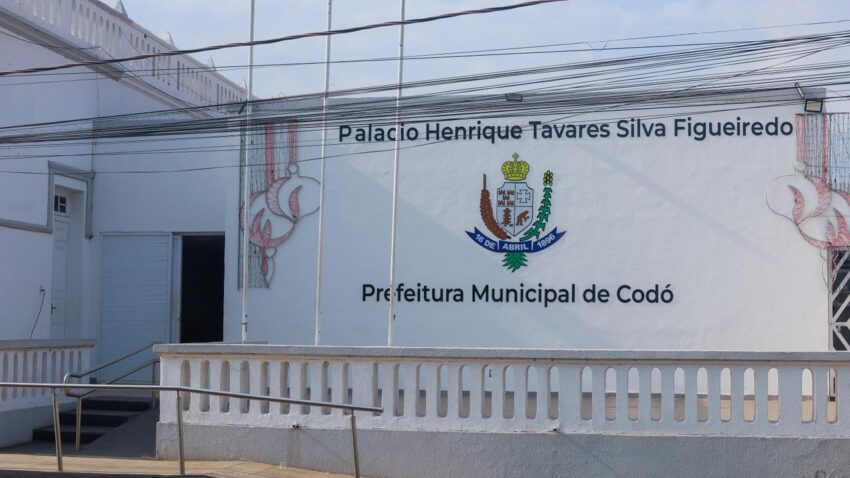 Palacio Henrique Tavares Silva Figueiredo
16 DE ABRIL 1896
Prefeitura Municipal de Codó